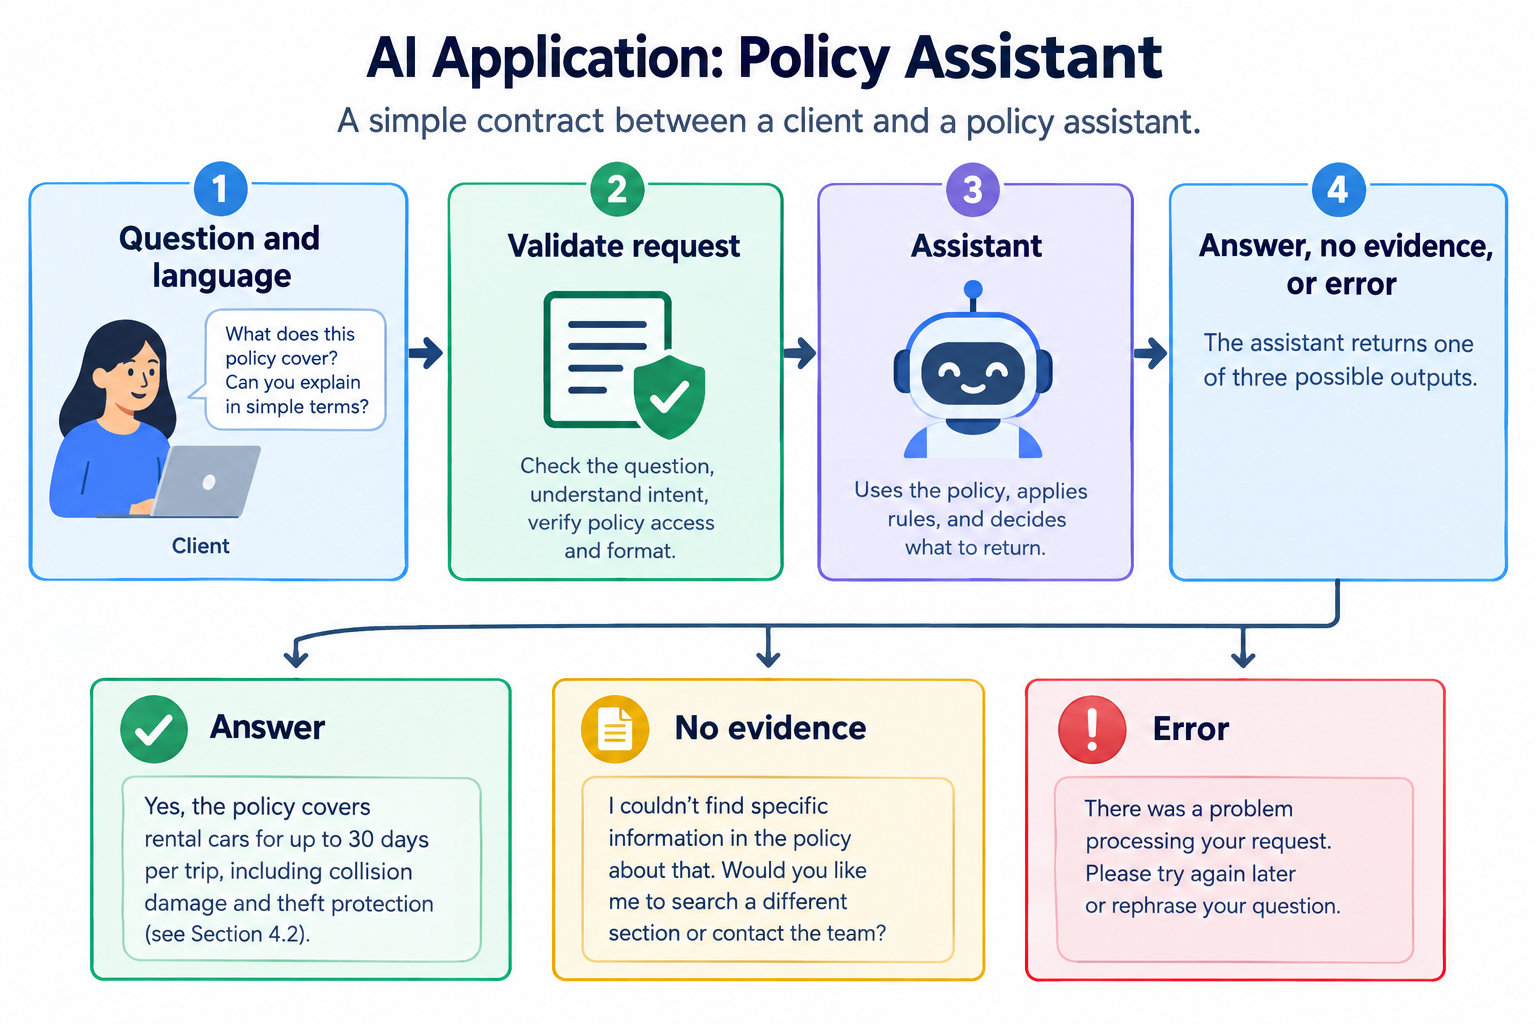 AI Application: Policy Assistant
A simple contract between a client and a policy assistant.
1
Question and
language
What does this
policy cover?
Can you explain
in simple terms?
Client
2
Validate request
Check the question,
understand intent,
verify policy access
and format.
3
Assistant
Uses the policy, applies
rules, and decides
what to return.
4
Answer, no evidence,
or error
The assistant returns one
of three possible outputs.
Answer
Yes, the policy covers
rental cars for up to 30 days
per trip, including collision
damage and theft protection
(see Section 4.2).
No evidence
I couldn't find specific
information in the policy
about that. Would you like
me to search a different
section or contact the team?
Error
There was a problem
processing your request.
Please try again later
or rephrase your question.